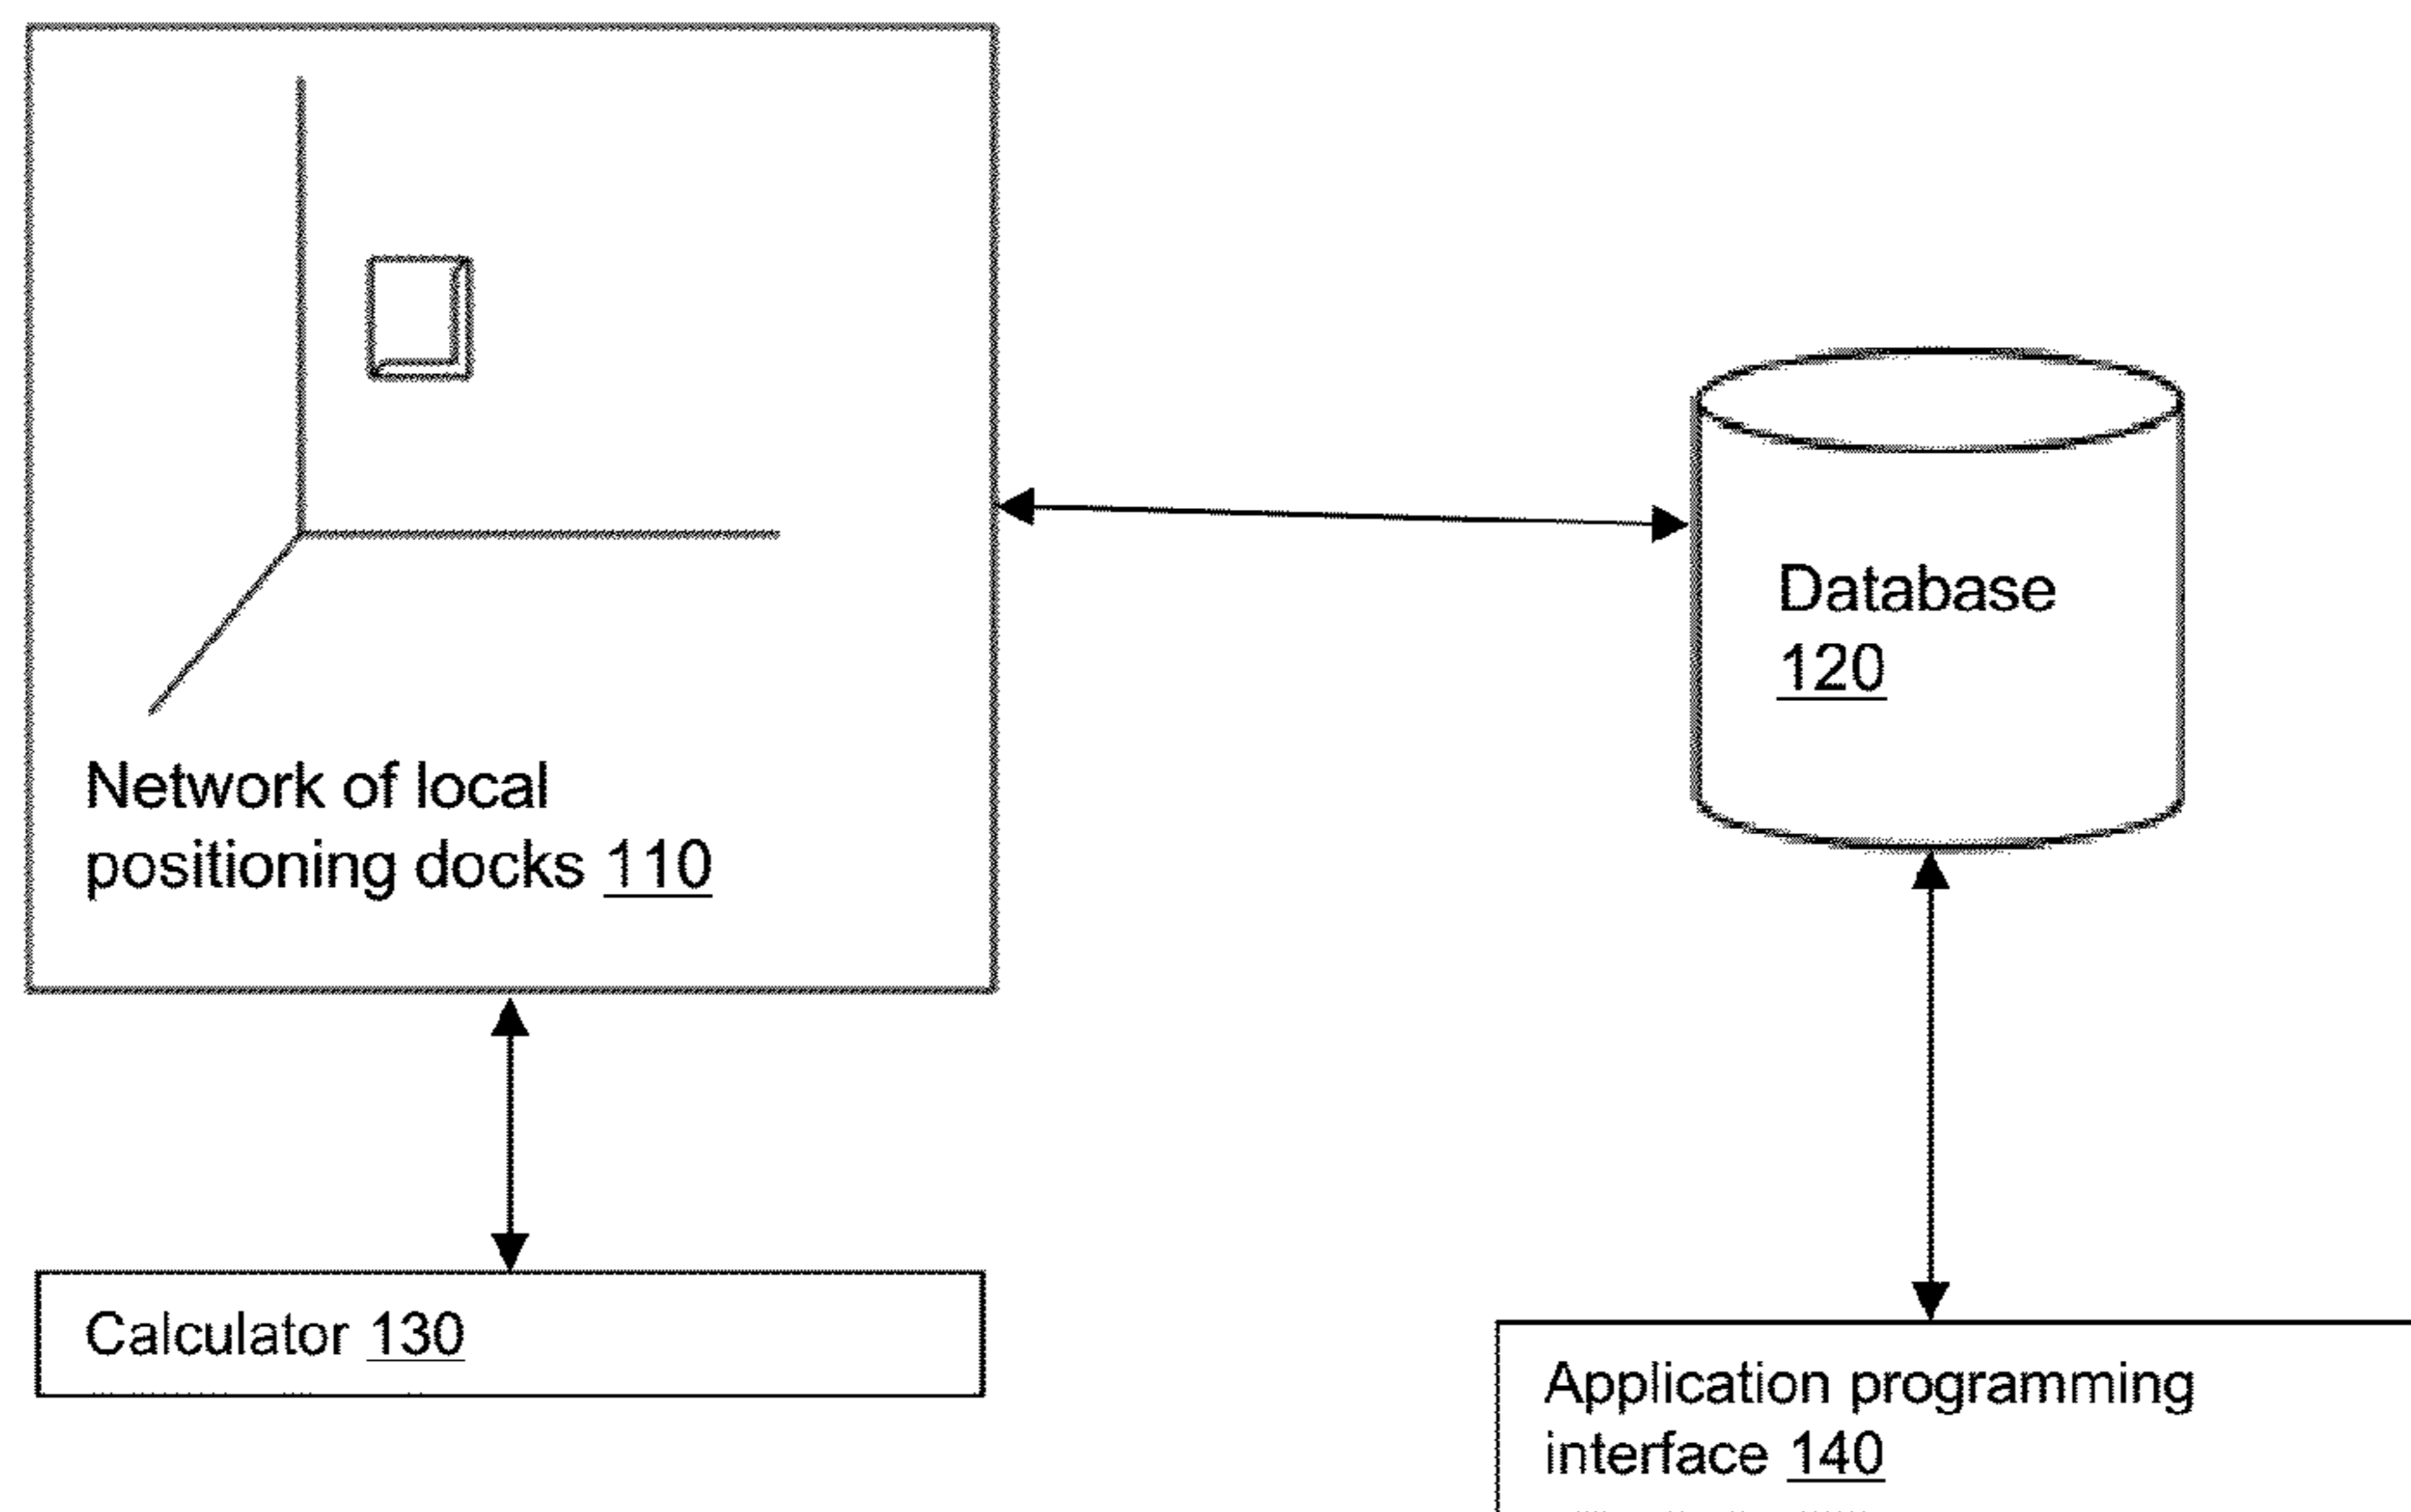 Network of local
positioning docks 110
Database
120
Calculator 130
Application programming
interface 140